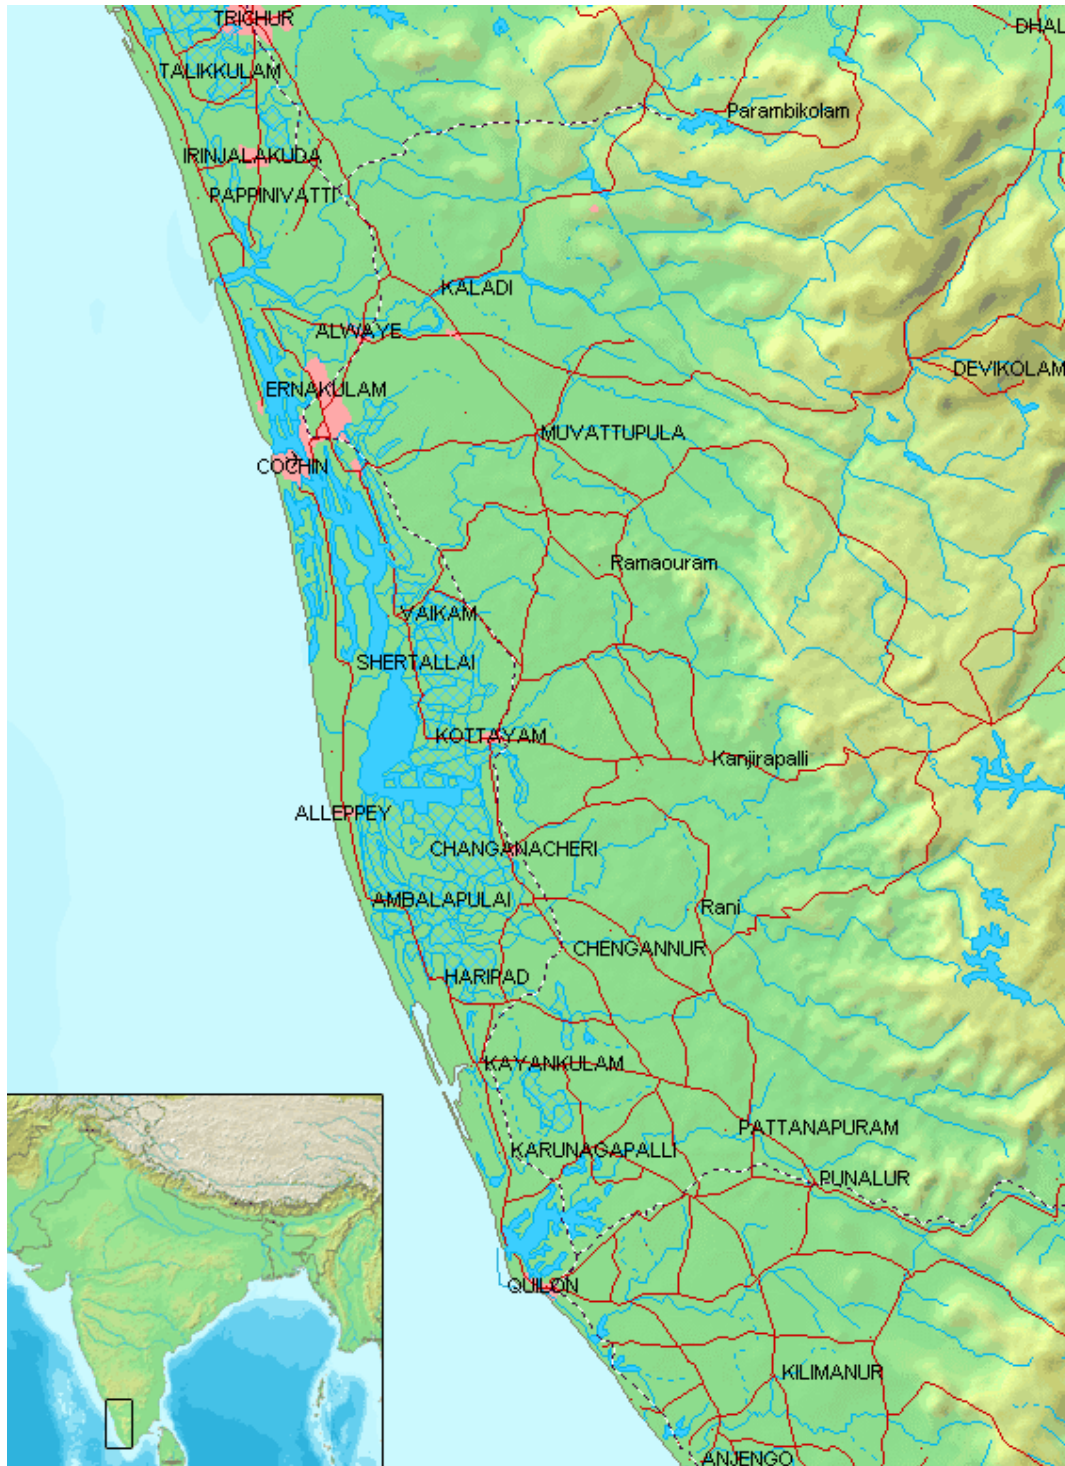 TRICHUR
DHAL
TALIKKULAM
Parambikolam
IRINJALAKUDA
PAPPINIVATTI
KALADI
ALWAYE
DEVIKOLAM
ERNAKULAM
MUVATTUPULA
COCHIN
Ramaouram
VAIKAM
SHERTALLAI
KOTTAYAM
Kanjirapalli
ALLEPPEY
CHANGANACHERI
AMBALAPULAI
Rani
CHENGANNUR
HARIPAD
KAYANKULAM
PATTANAPURAM
KARUNAGAPALLI
PUNALUR
QUILON
KILIMANUR
ANJENGO